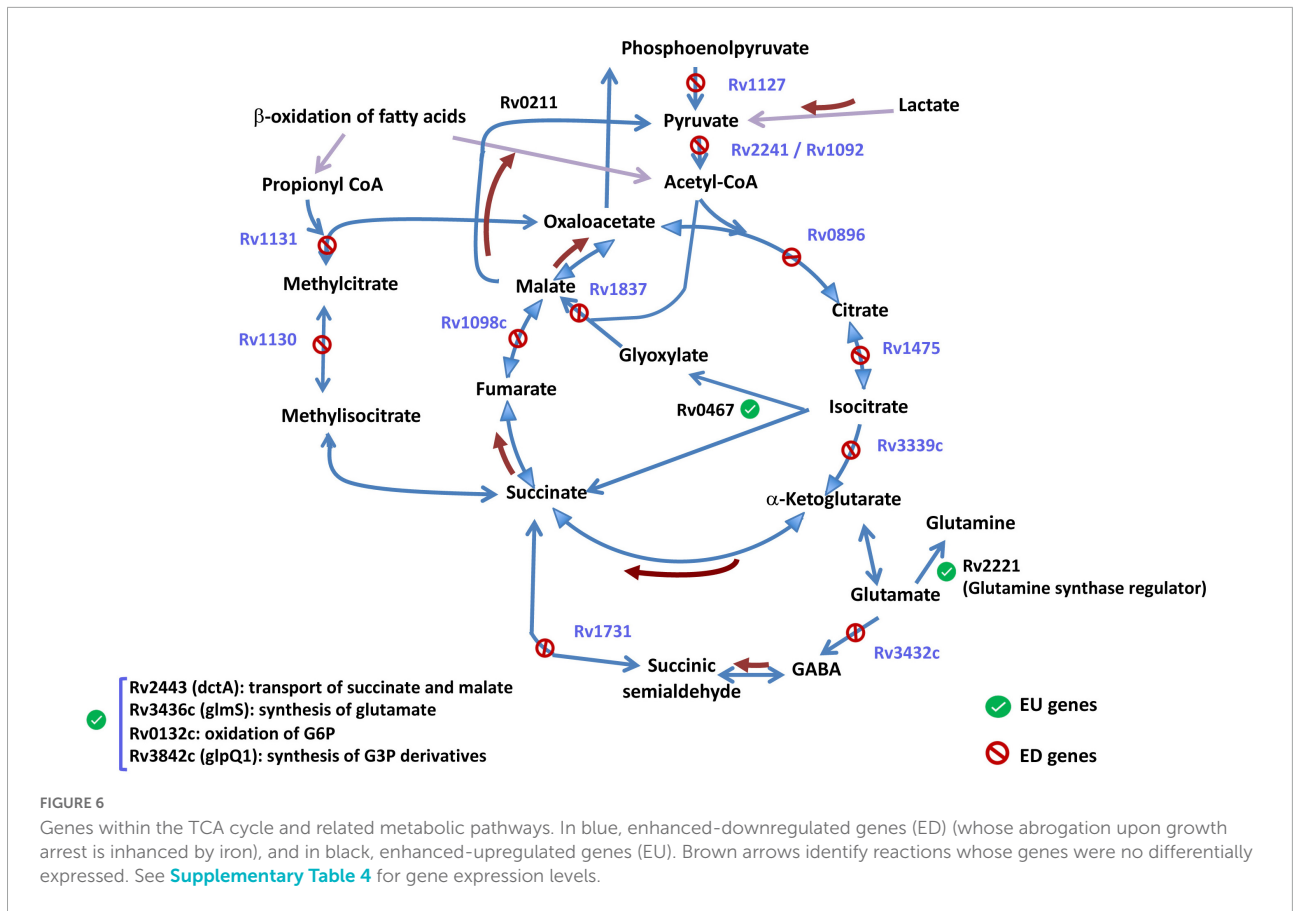 Phosphoenolpyruvate
Rv1127
Rv0211
Lactate
β-oxidation of fatty acids
Pyruvate
Rv2241 / Rv1092
Propionyl CoA
Acetyl-CoA
Oxaloacetate
Rv1131
Rv0896
Methylcitrate
Malate
Rv1837
Citrate
Rv1098c
Rv1130
Glyoxylate
Rv1475
Fumarate
Rv0467
Isocitrate
Methylisocitrate
Rv3339c
Succinate
α-Ketoglutarate
Glutamine
Rv2221
(Glutamine synthase regulator)
Glutamate
Rv1731
Rv3432c
Succinic
semialdehyde
GABA
Rv2443 (dctA): transport of succinate and malate
Rv3436c (glmS): synthesis of glutamate
Rv0132c: oxidation of G6P
Rv3842c (glpQ1): synthesis of G3P derivatives
EU genes
ED genes
FIGURE 6
Genes within the TCA cycle and related metabolic pathways. In blue, enhanced-downregulated genes (ED) (whose abrogation upon growth
arrest is inhanced by iron), and in black, enhanced-upregulated genes (EU). Brown arrows identify reactions whose genes were no differentially
expressed. See Supplementary Table 4 for gene expression levels.